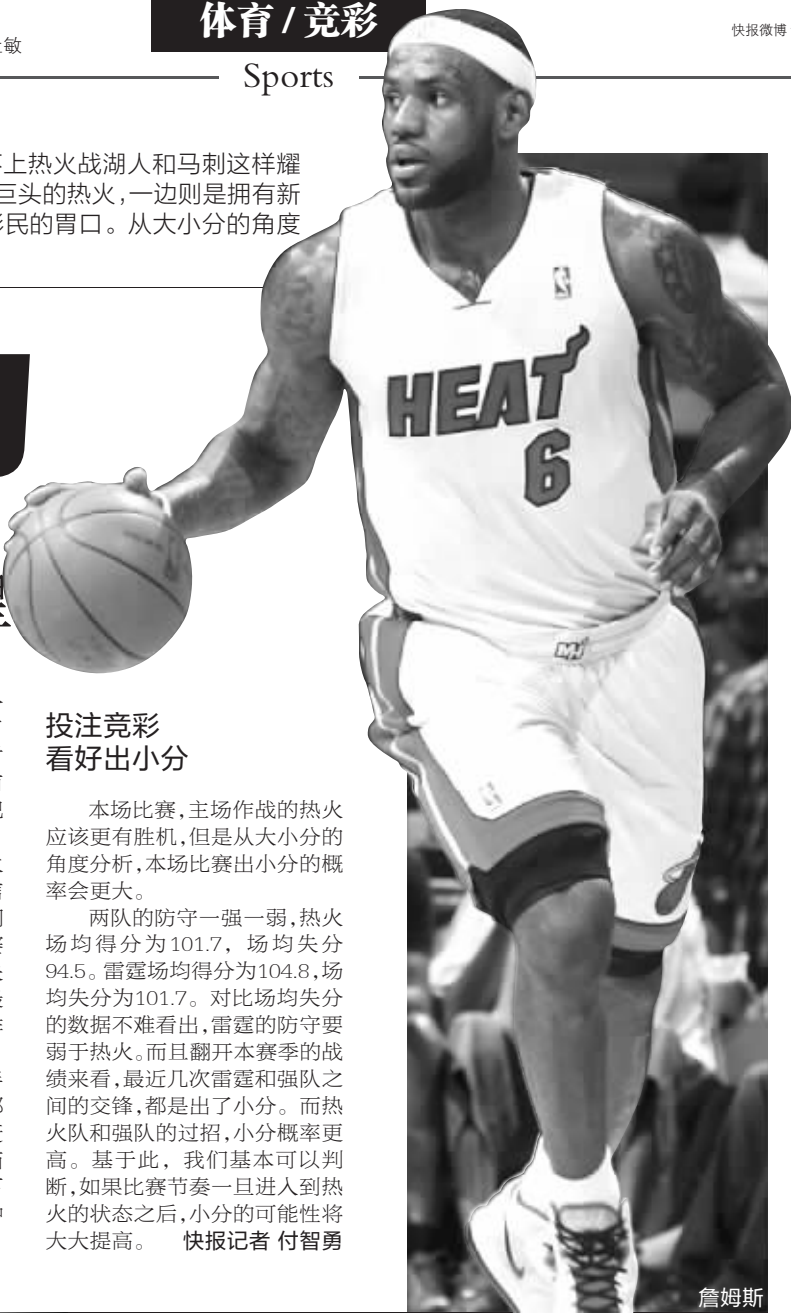 敏
体育 / 竞彩
快报微博
Sports
上热火战湖人和马刺这样耀
巨头的热火，一边则是拥有新
民的胃口。从大小分的角度
HEAT
6
投注竞彩
看好出小分
本场比赛，主场作战的热火
应该更有胜机，但是从大小分的
角度分析，本场比赛出小分的概
率会更大。
两队的防守一强一弱，热火
场均得分为101.7，场均失分
94.5。雷霆场均得分为104.8，场
均失分为101.7。对比场均失分
的数据不难看出，雷霆的防守要
弱于热火。而且翻开本赛季的战
绩来看，最近几次雷霆和强队之
间的交锋，都是出了小分。而热
火队和强队的过招，小分概率更
高。基于此，我们基本可以判
断，如果比赛节奏一旦进入到热
火的状态之后，小分的可能性将
大大提高。 快报记者 付智勇
詹姆斯